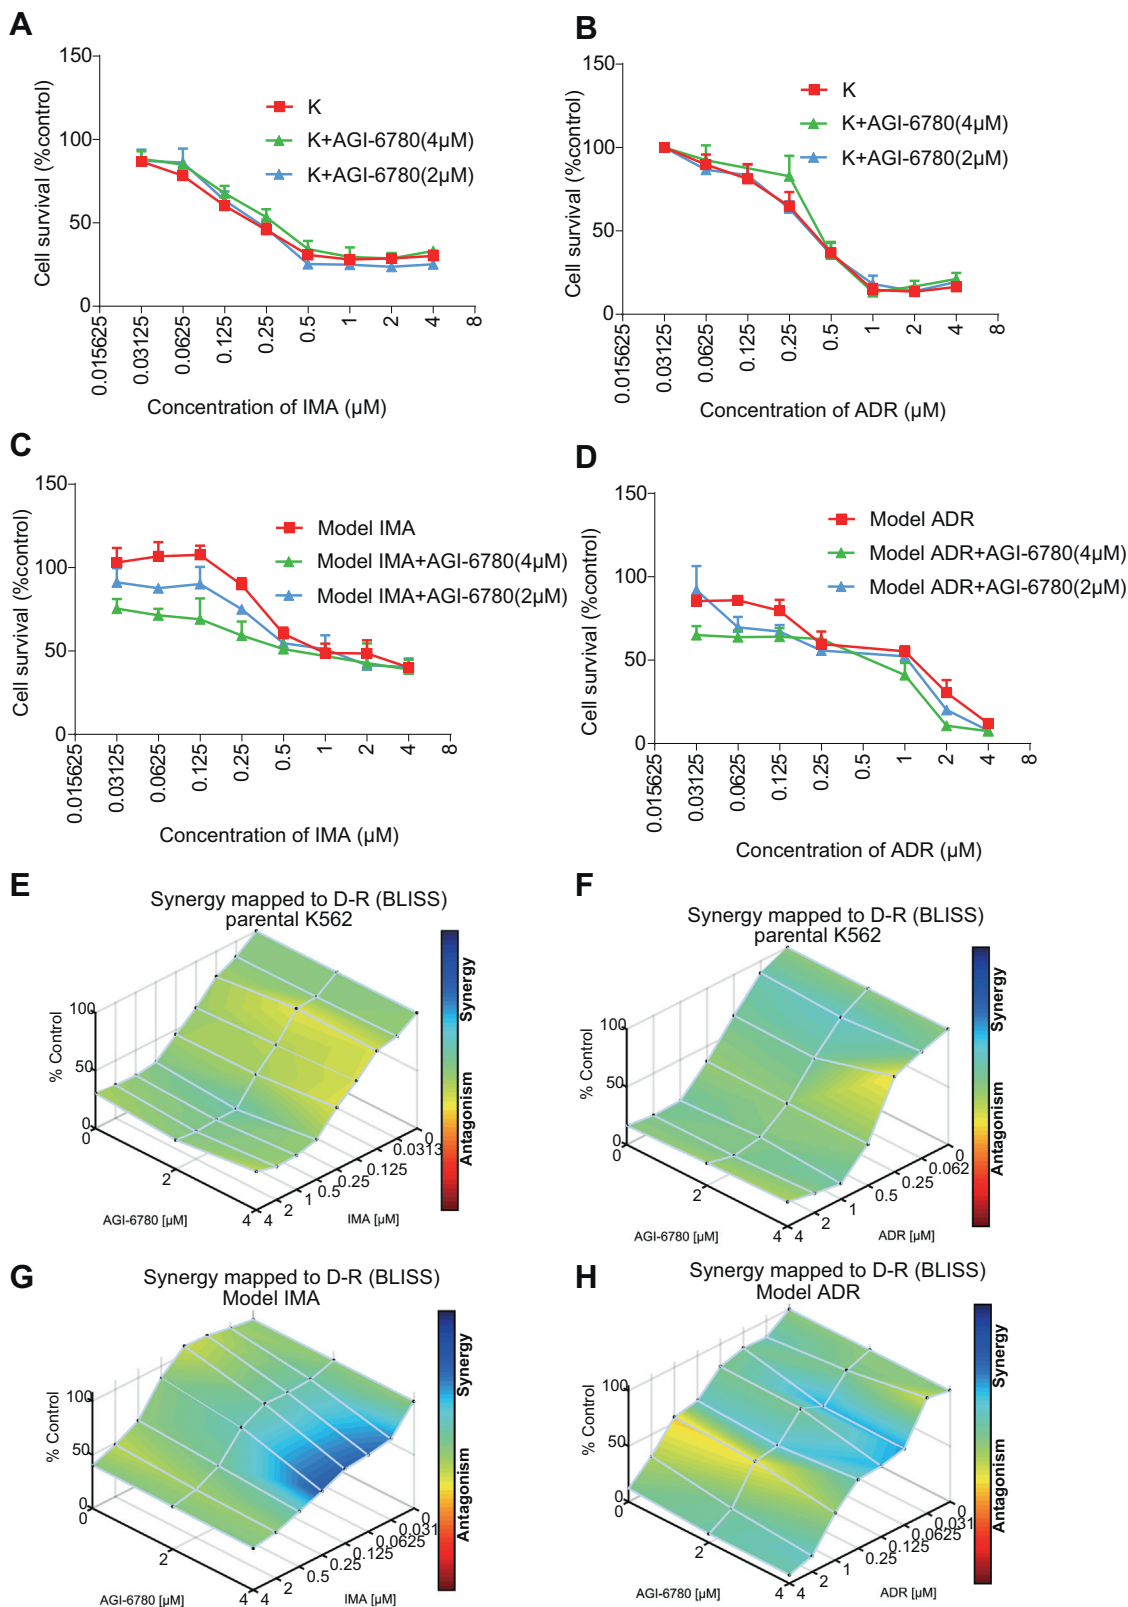 A
150
100
50
0
Cell survival (%control)
K
K+AGI-6780(4µM)
K+AGI-6780(2µM)
0.015625
0.03125
0.0625
0.125
0.25
0.5
1
2
4
8
Concentration of IMA (µM)
B
150
100
50
0
Cell survival (%control)
K
K+AGI-6780(4µM)
K+AGI-6780(2µM)
0.015625
0.03125
0.0625
0.125
0.25
0.5
1
2
4
8
Concentration of ADR (µM)
C
150
100
50
0
Cell survival (%control)
Model IMA
Model IMA+AGI-6780(4µM)
Model IMA+AGI-6780(2µM)
0.015625
0.03125
0.0625
0.125
0.25
0.5
1
2
4
8
Concentration of IMA (µM)
D
150
100
50
0
Cell survival (%control)
Model ADR
Model ADR+AGI-6780(4µM)
Model ADR+AGI-6780(2µM)
0.015625
0.03125
0.0625
0.125
0.25
0.5
1
2
4
8
Concentration of ADR (µM)
E
Synergy mapped to D-R (BLISS)
parental K562
% Control
100
50
0
0
2
4
AGI-6780 [µM]
4
2
1
0.5
0.25
0.125
0.0313
0
IMA [µM]
Synergy
Antagonism
F
Synergy mapped to D-R (BLISS)
parental K562
% Control
100
50
0
0
2
4
AGI-6780 [µM]
4
2
1
0.5
0.25
0.062
0
ADR [µM]
Synergy
Antagonism
G
Synergy mapped to D-R (BLISS)
Model IMA
% Control
100
50
0
0
2
4
AGI-6780 [µM]
4
2
0.5
0.25
0.125
0.0625
0.031
0
IMA [µM]
Synergy
Antagonism
H
Synergy mapped to D-R (BLISS)
Model ADR
% Control
100
50
0
0
2
4
AGI-6780 [µM]
4
2
1
0.25
0.125
0.0625
0.031
0
ADR [µM]
Synergy
Antagonism